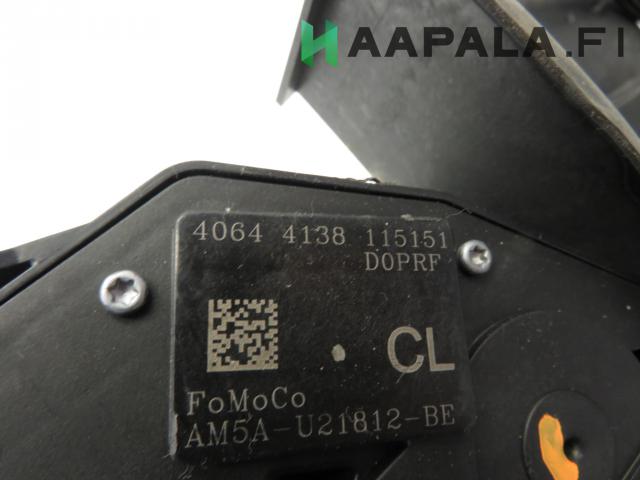 HAAPALA.FI
4064 4138 115151
D0PRF
CL
FoMoCo
AM5A-U21812-BE